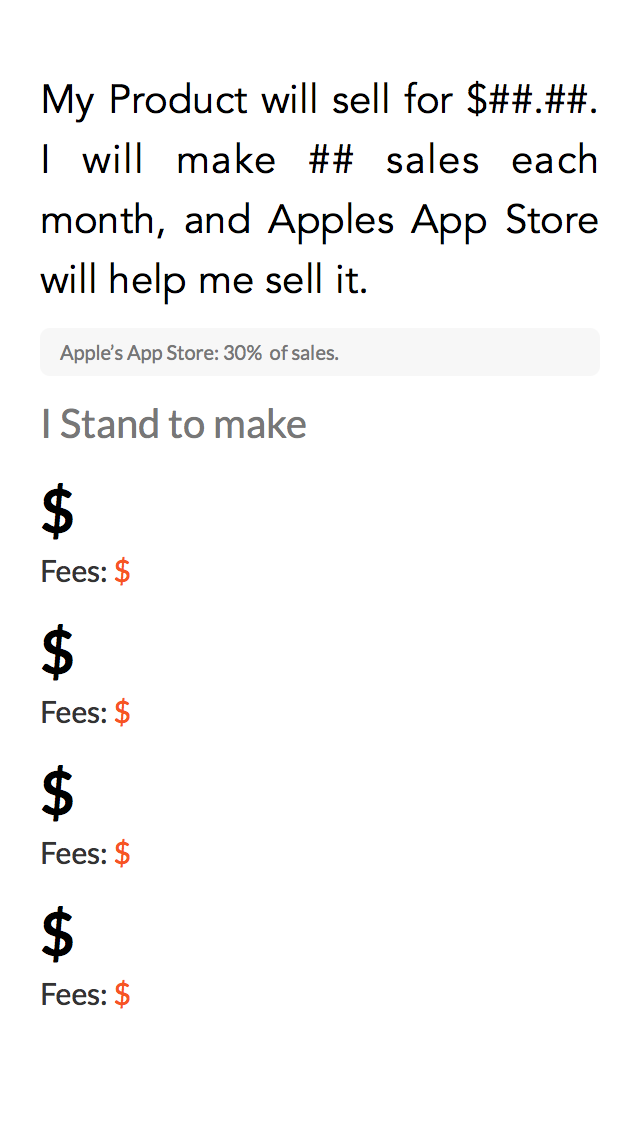 My Product will sell for $##.##.
I will make ## sales each
month, and Apples App Store
will help me sell it.
Apple's App Store: 30% of sales.
I Stand to make
$
Fees: $
$
Fees: $
$
Fees: $
$
Fees: $